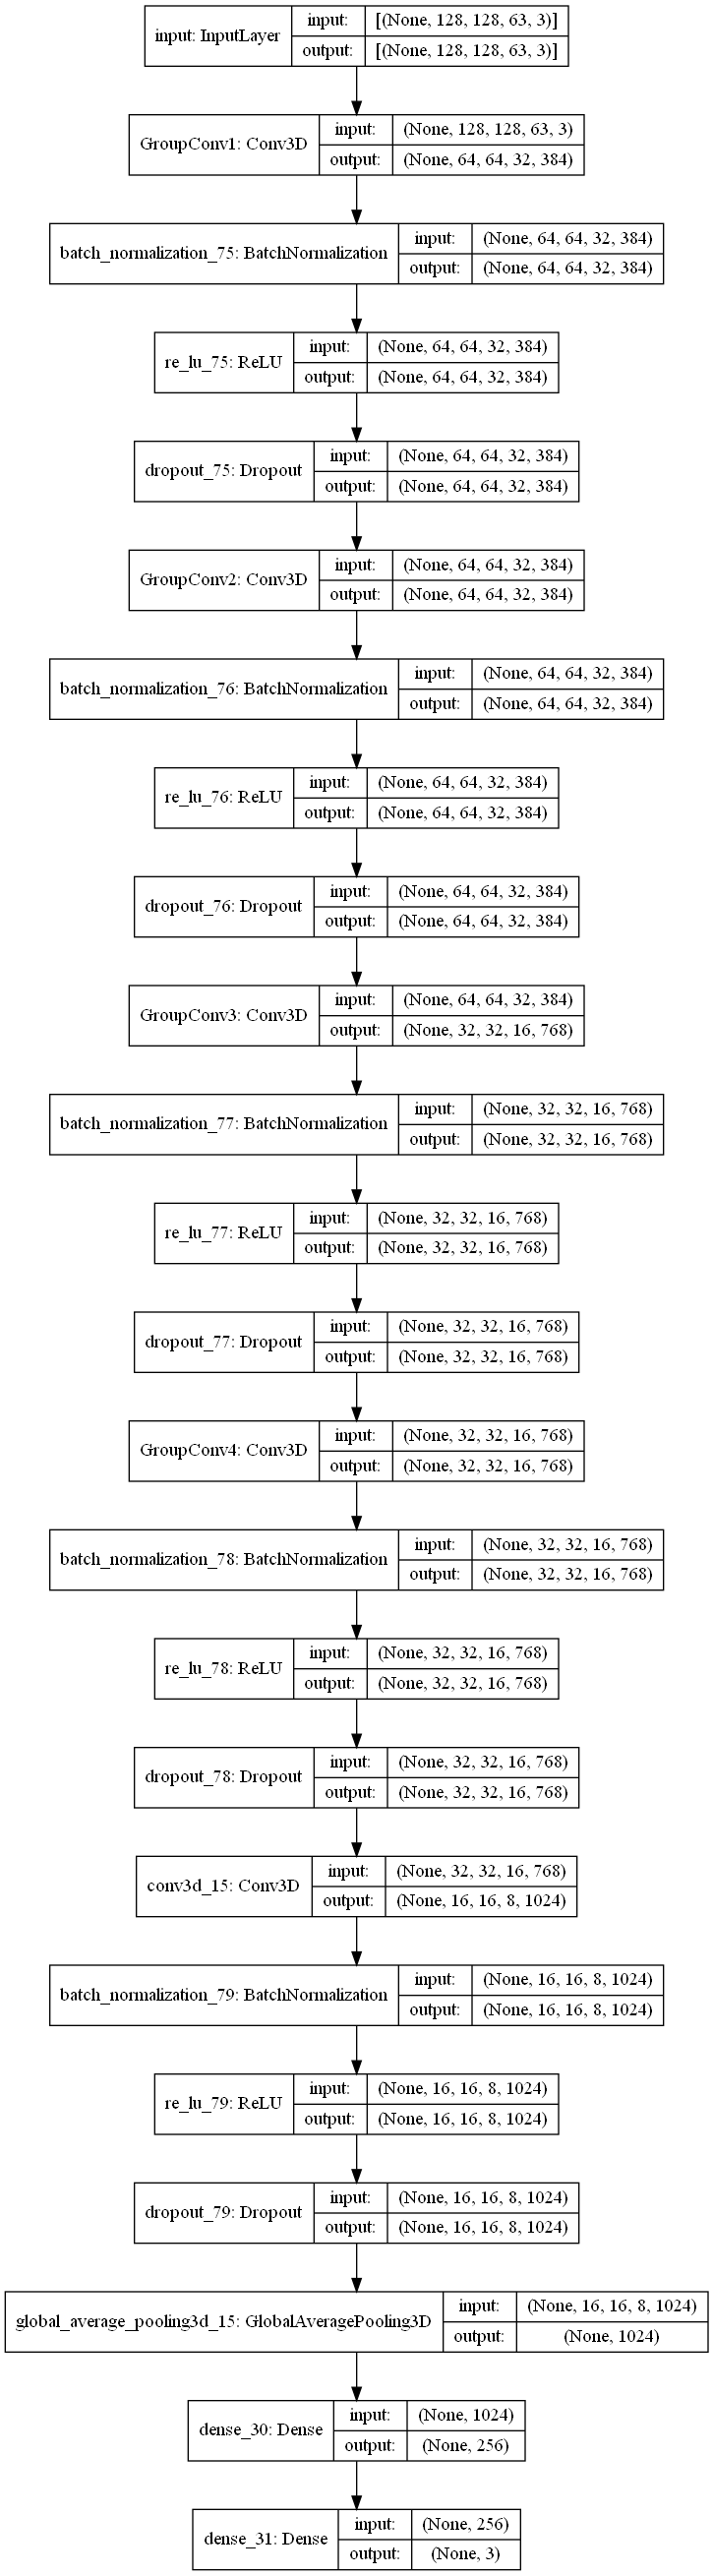 input: InputLayer
input: [(None, 128, 128, 63, 3)]
output: [(None, 128, 128, 63, 3)]
GroupConv1: Conv3D
input: (None, 128, 128, 63, 3)
output: (None, 64, 64, 32, 384)
batch_normalization_75: BatchNormalization
input: (None, 64, 64, 32, 384)
output: (None, 64, 64, 32, 384)
re_lu_75: ReLU
input: (None, 64, 64, 32, 384)
output: (None, 64, 64, 32, 384)
dropout_75: Dropout
input: (None, 64, 64, 32, 384)
output: (None, 64, 64, 32, 384)
GroupConv2: Conv3D
input: (None, 64, 64, 32, 384)
output: (None, 64, 64, 32, 384)
batch_normalization_76: BatchNormalization
input: (None, 64, 64, 32, 384)
output: (None, 64, 64, 32, 384)
re_lu_76: ReLU
input: (None, 64, 64, 32, 384)
output: (None, 64, 64, 32, 384)
dropout_76: Dropout
input: (None, 64, 64, 32, 384)
output: (None, 64, 64, 32, 384)
GroupConv3: Conv3D
input: (None, 64, 64, 32, 384)
output: (None, 32, 32, 16, 768)
batch_normalization_77: BatchNormalization
input: (None, 32, 32, 16, 768)
output: (None, 32, 32, 16, 768)
re_lu_77: ReLU
input: (None, 32, 32, 16, 768)
output: (None, 32, 32, 16, 768)
dropout_77: Dropout
input: (None, 32, 32, 16, 768)
output: (None, 32, 32, 16, 768)
GroupConv4: Conv3D
input: (None, 32, 32, 16, 768)
output: (None, 32, 32, 16, 768)
batch_normalization_78: BatchNormalization
input: (None, 32, 32, 16, 768)
output: (None, 32, 32, 16, 768)
re_lu_78: ReLU
input: (None, 32, 32, 16, 768)
output: (None, 32, 32, 16, 768)
dropout_78: Dropout
input: (None, 32, 32, 16, 768)
output: (None, 32, 32, 16, 768)
conv3d_15: Conv3D
input: (None, 32, 32, 16, 768)
output: (None, 16, 16, 8, 1024)
batch_normalization_79: BatchNormalization
input: (None, 16, 16, 8, 1024)
output: (None, 16, 16, 8, 1024)
re_lu_79: ReLU
input: (None, 16, 16, 8, 1024)
output: (None, 16, 16, 8, 1024)
dropout_79: Dropout
input: (None, 16, 16, 8, 1024)
output: (None, 16, 16, 8, 1024)
global_average_pooling3d_15: GlobalAveragePooling3D
input: (None, 16, 16, 8, 1024)
output: (None, 1024)
dense_30: Dense
input: (None, 1024)
output: (None, 256)
dense_31: Dense
input: (None, 256)
output: (None, 3)